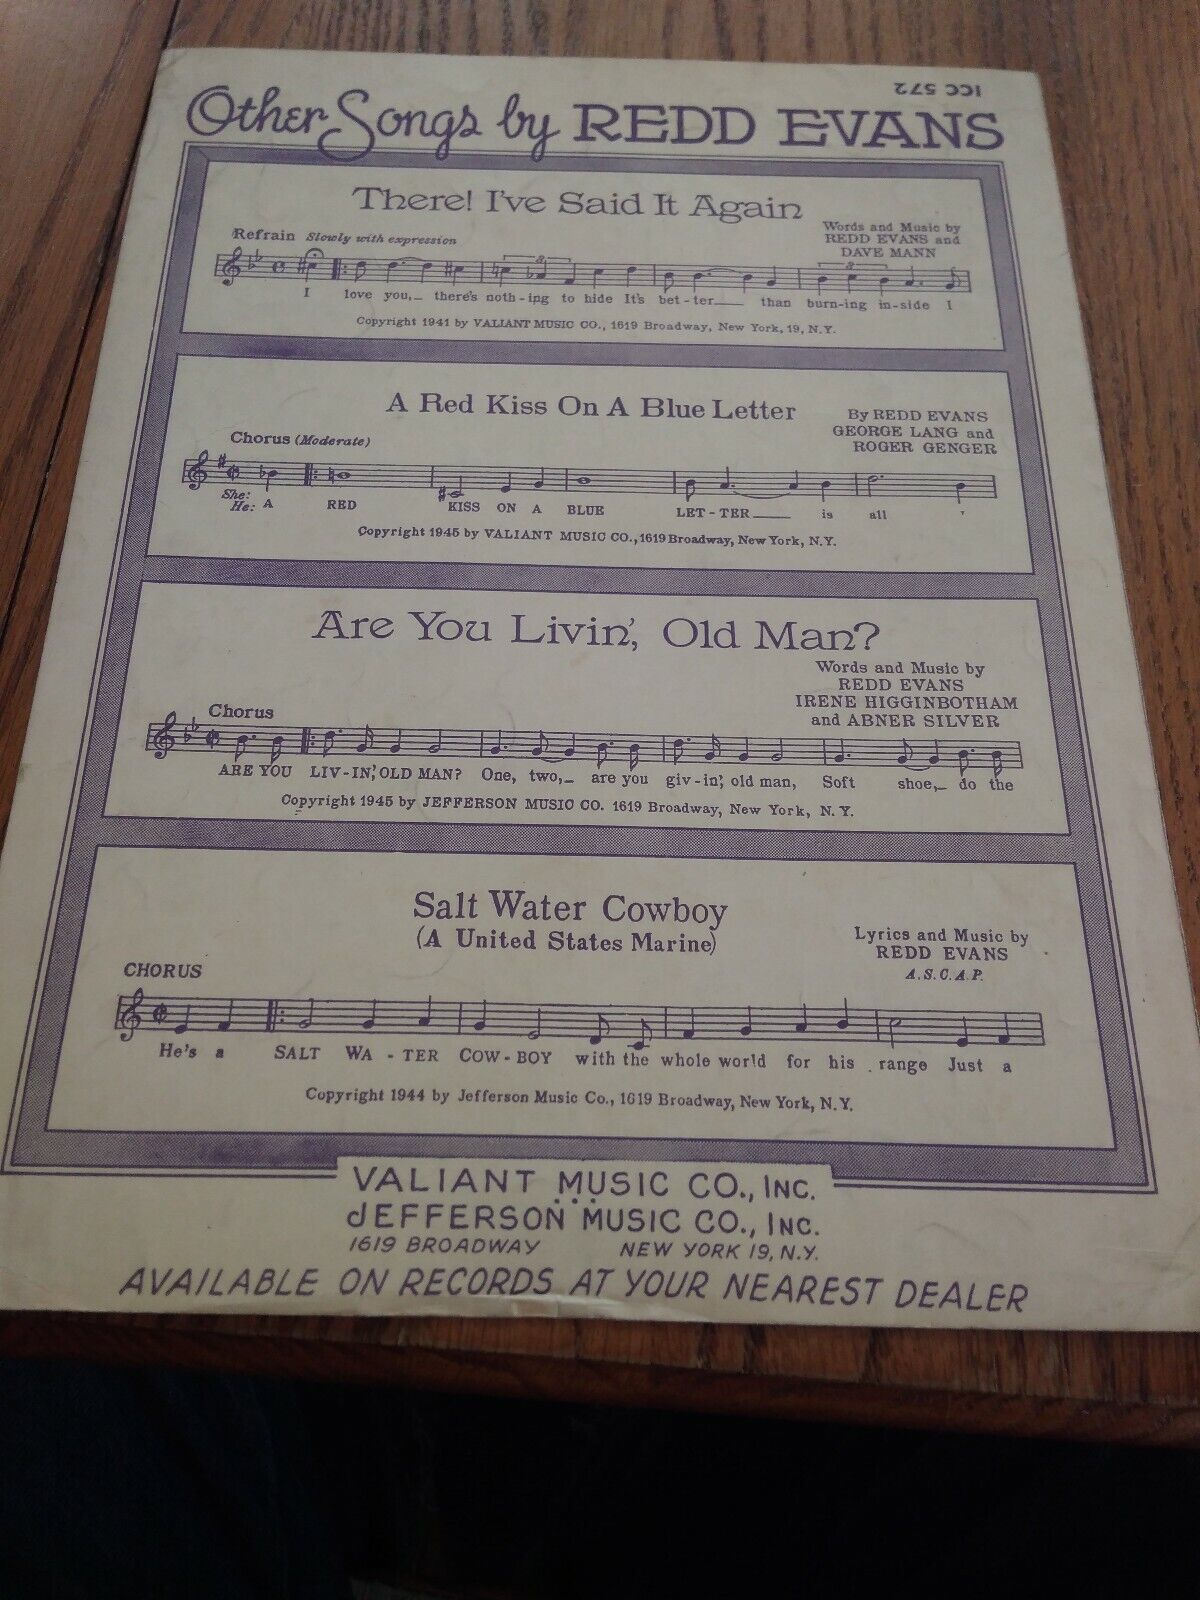 ICC 572
Other Songs by REDD EVANS
There! I've Said It Again
Words and Music by
REDD EVANS and
DAVE MANN
Refrain Slowly with expression
I love you,_ there's noth-ing to hide It's bet-ter___ than burn-ing in-side I
Copyright 1941 by VALIANT MUSIC CO., 1619 Broadway, New York, 19, N.Y.
A Red Kiss On A Blue Letter
By REDD EVANS
GEORGE LANG and
ROGER GENGER
Chorus (Moderate)
She:
He: A RED KISS ON A BLUE LET-TER____ is all
Copyright 1945 by VALIANT MUSIC CO., 1619 Broadway, New York, N.Y.
Are You Livin', Old Man?
Words and Music by
REDD EVANS
IRENE HIGGINBOTHAM
and ABNER SILVER
Chorus
ARE YOU LIV-IN', OLD MAN? One, two,_ are you giv-in', old man, Soft shoe,_ do the
Copyright 1945 by JEFFERSON MUSIC CO. 1619 Broadway, New York, N.Y.
Salt Water Cowboy
(A United States Marine)
Lyrics and Music by
REDD EVANS
A.S.C.A.P.
CHORUS
He's a SALT WA-TER COW-BOY with the whole world for his range Just a
Copyright 1944 by Jefferson Music Co., 1619 Broadway, New York, N.Y.
VALIANT MUSIC CO., INC.
JEFFERSON MUSIC CO., INC.
1619 BROADWAY NEW YORK 19, N.Y.
AVAILABLE ON RECORDS AT YOUR NEAREST DEALER